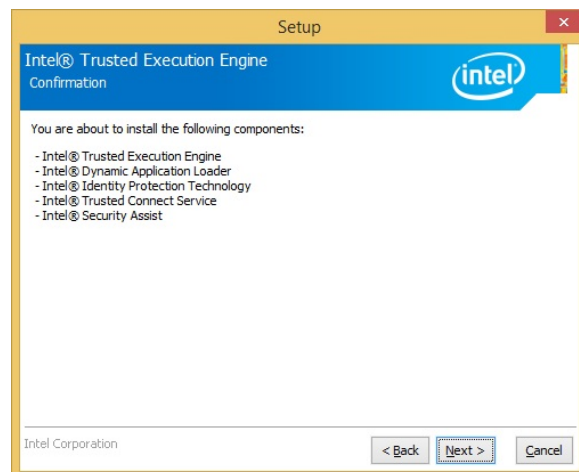 Setup
Intel® Trusted Execution Engine
Confirmation
intel
You are about to install the following components:
- Intel® Trusted Execution Engine
- Intel® Dynamic Application Loader
- Intel® Identity Protection Technology
- Intel® Trusted Connect Service
- Intel® Security Assist
Intel Corporation
< Back Next > Cancel